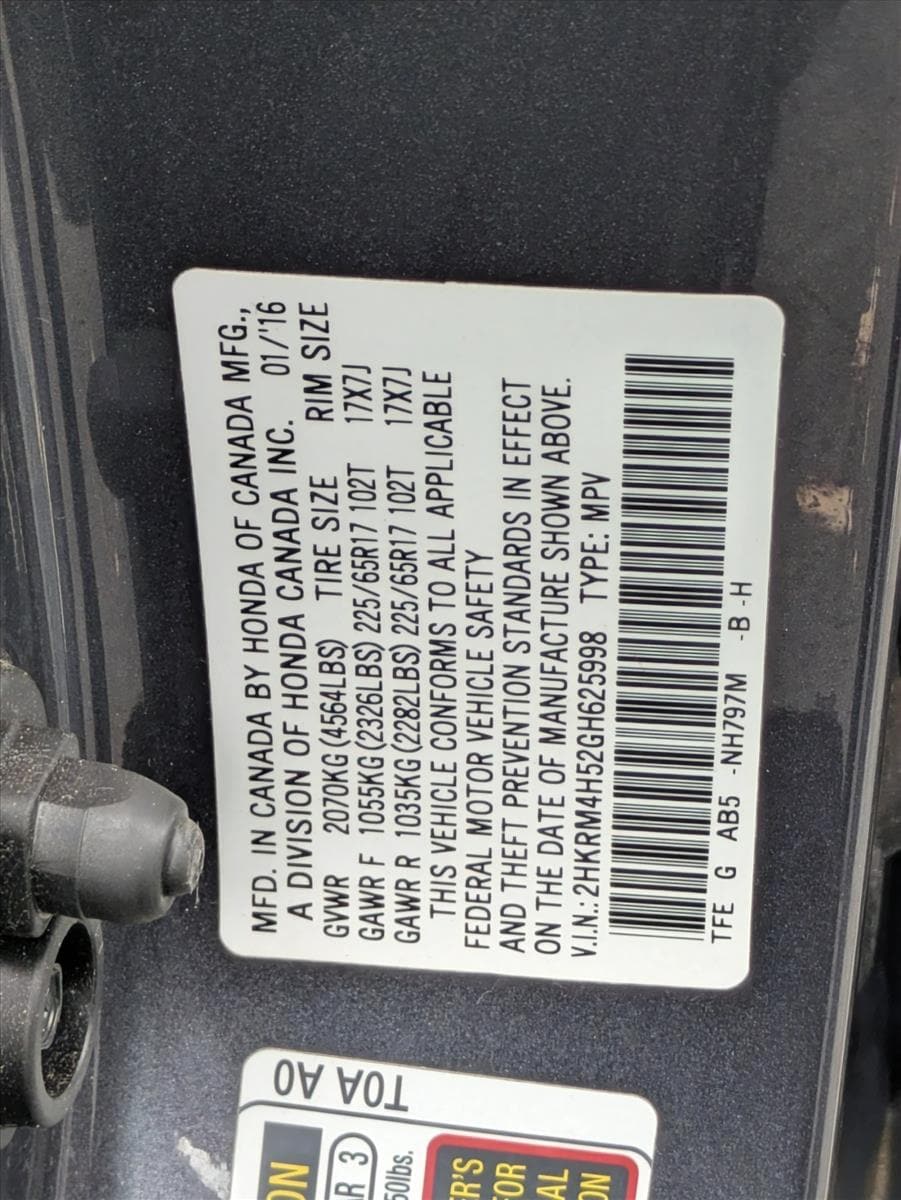 MFD. IN CANADA BY HONDA OF CANADA MFG.,
A DIVISION OF HONDA CANADA INC. 01/'16
GVWR 2070KG(4564LBS) TIRE SIZE RIM SIZE
GAWR F 1055KG(2326LBS) 225/65R17 102T 17X7J
GAWR R 1035KG(2282LBS) 225/65R17 102T 17X7J
THIS VEHICLE CONFORMS TO ALL APPLICABLE
FEDERAL MOTOR VEHICLE SAFETY
AND THEFT PREVENTION STANDARDS IN EFFECT
ON THE DATE OF MANUFACTURE SHOWN ABOVE.
V.I.N.:2HKRM4H52GH625998 TYPE: MPV
TFE G AB5 -NH797M -B -H
T0A A0
50lbs.